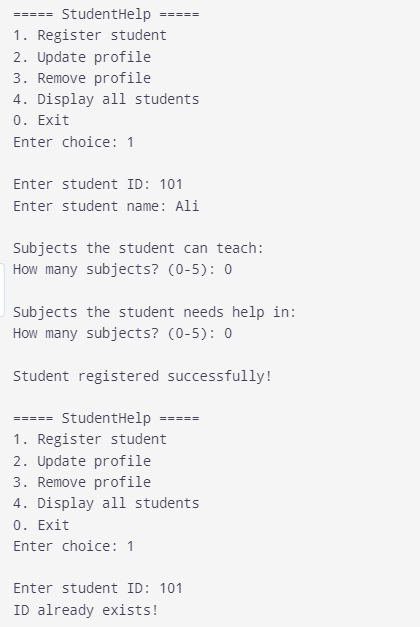 ===== StudentHelp =====
1. Register student
2. Update profile
3. Remove profile
4. Display all students
0. Exit
Enter choice: 1

Enter student ID: 101
Enter student name: Ali

Subjects the student can teach:
How many subjects? (0-5): 0

Subjects the student needs help in:
How many subjects? (0-5): 0

Student registered successfully!

===== StudentHelp =====
1. Register student
2. Update profile
3. Remove profile
4. Display all students
0. Exit
Enter choice: 1

Enter student ID: 101
ID already exists!